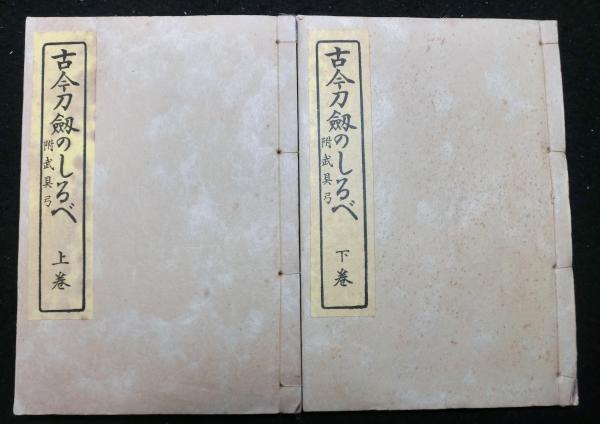 古今刀劔のしるべ
附武具弓
上巻
古今刀劔のしるべ
附武具弓
下巻